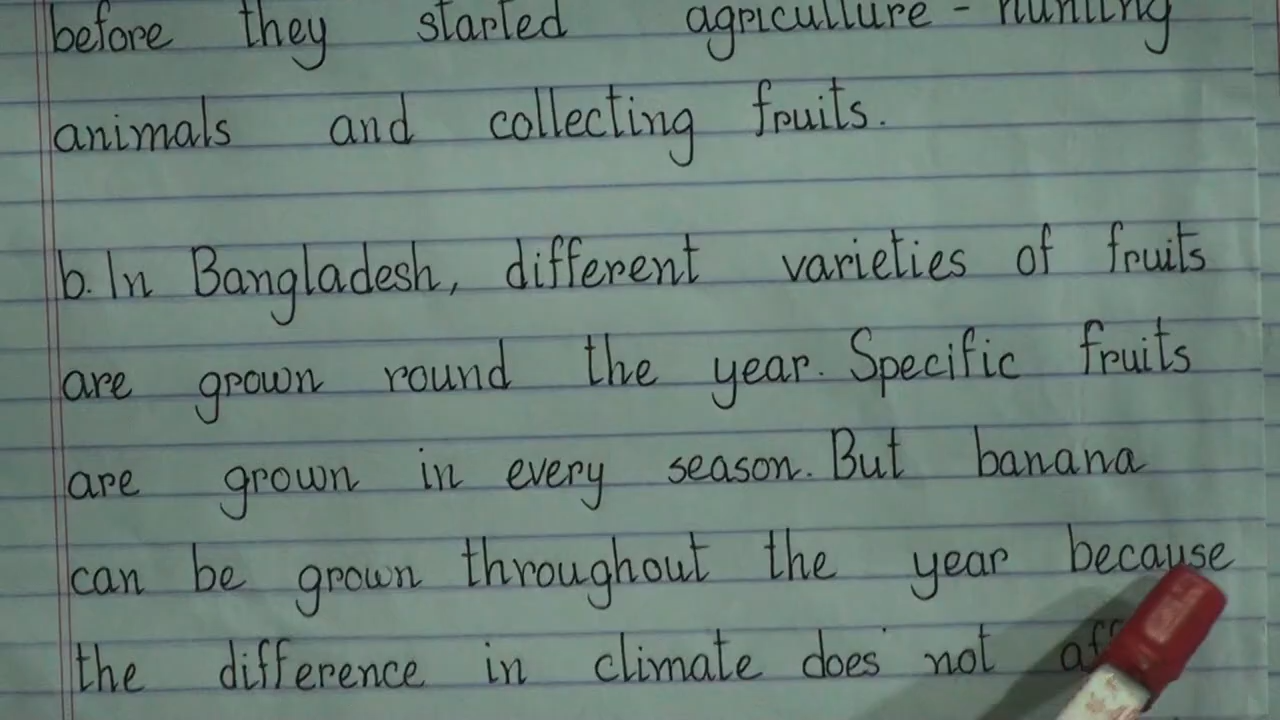 before they started agriculture - hunting
animals and collecting fruits.
b. In Bangladesh, different varieties of fruits
are grown round the year. Specific fruits
are grown in every season. But banana
can be grown throughout the year because
the difference in climate does not